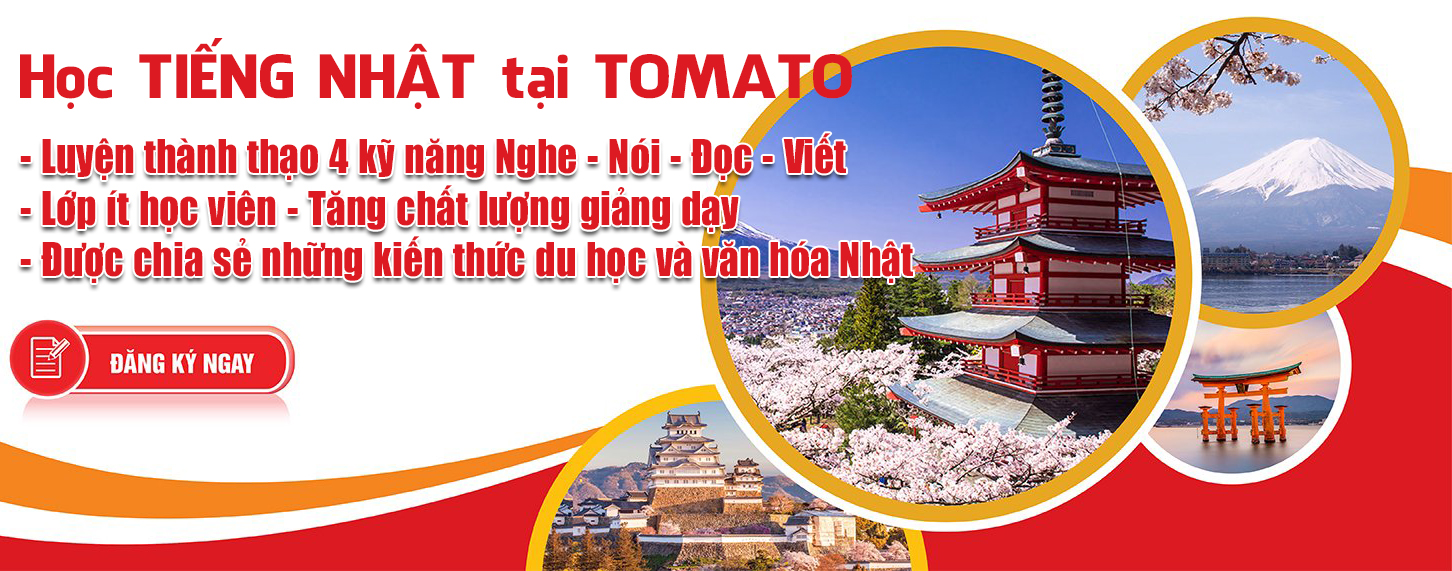 Học TIẾNG NHẬT tại TOMATO
- Luyện thành thạo 4 kỹ năng Nghe - Nói - Đọc - Viết
- Lớp ít học viên - Tăng chất lượng giảng dạy
- Được chia sẻ những kiến thức du học và văn hóa Nhật
ĐĂNG KÝ NGAY